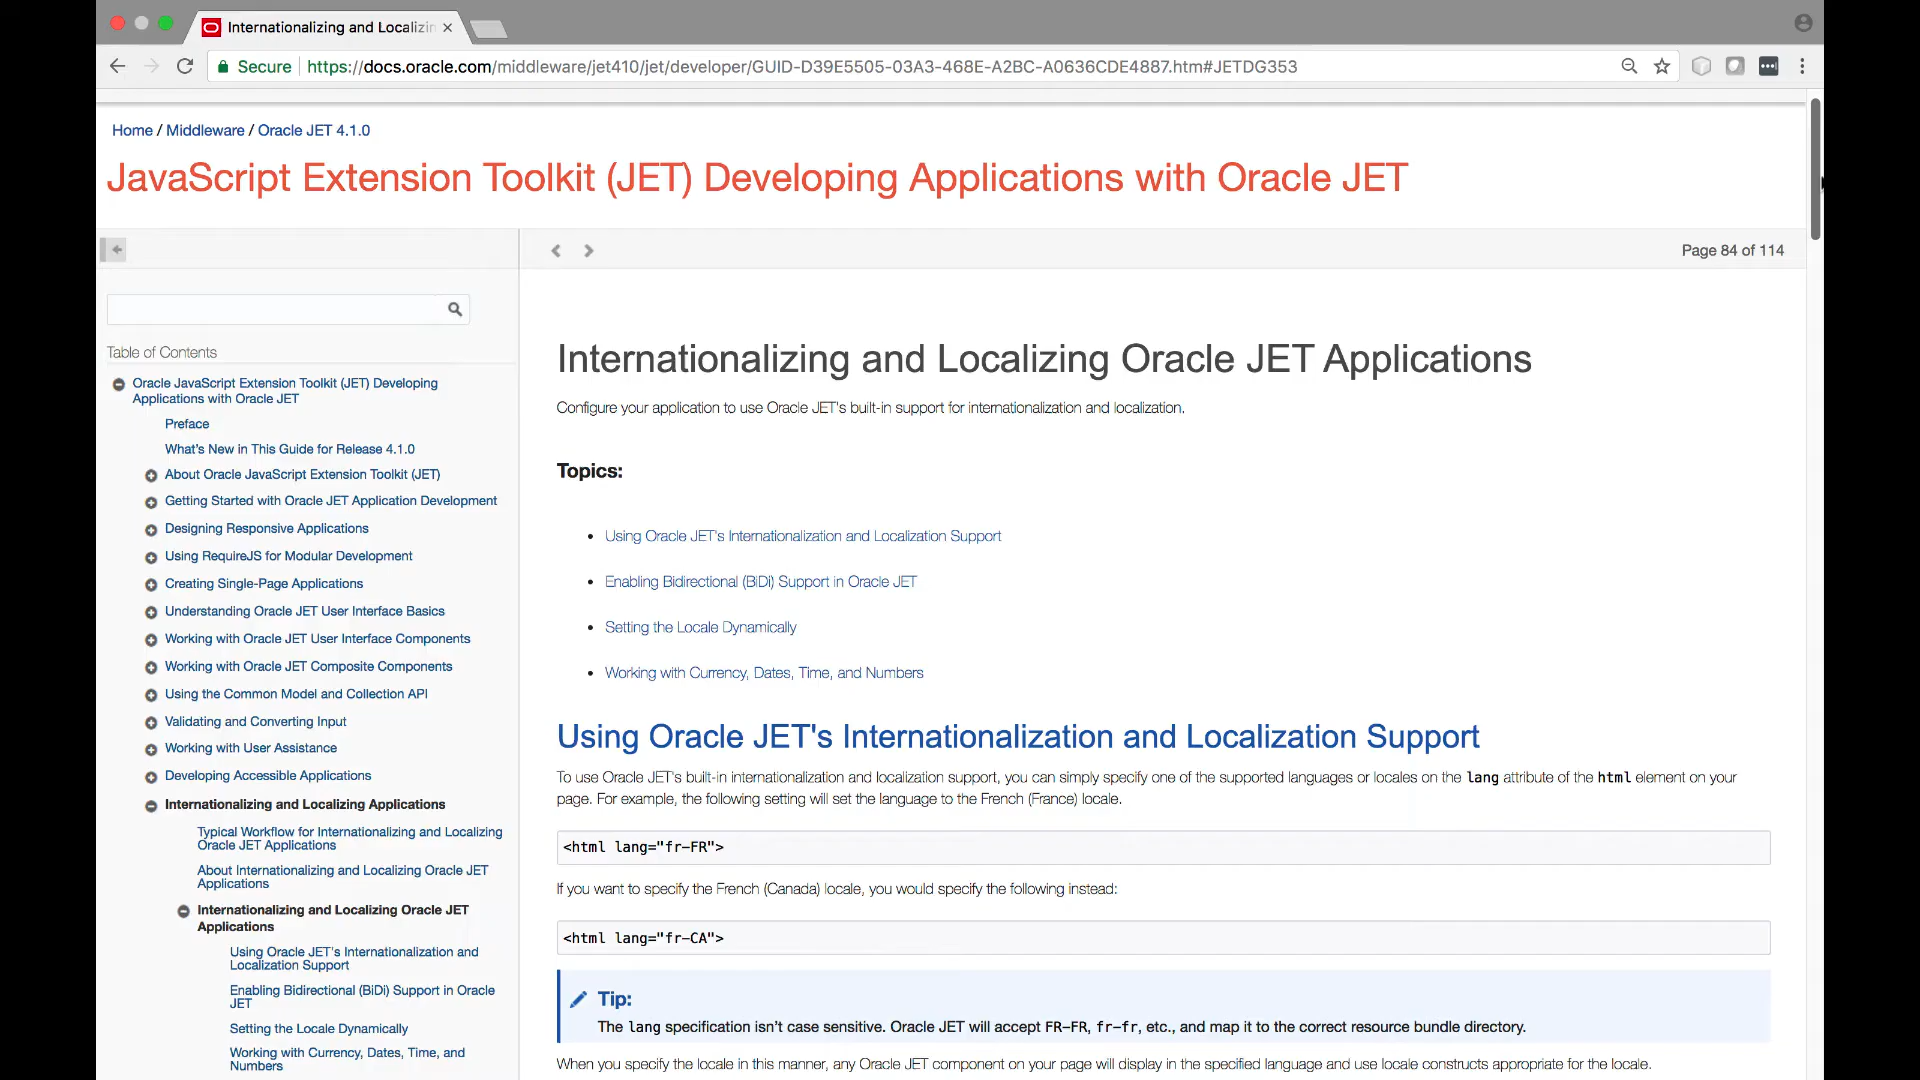 Internationalizing and Localizin
Secure
https://docs.oracle.com/middleware/jet410/jet/developer/GUID-D39E5505-03A3-468E-A2BC-A0636CDE4887.htm#JETDG353
Home / Middleware / Oracle JET 4.1.0
JavaScript Extension Toolkit (JET) Developing Applications with Oracle JET
Page 84 of 114
Table of Contents
Oracle JavaScript Extension Toolkit (JET) Developing
Applications with Oracle JET
Preface
What's New in This Guide for Release 4.1.0
About Oracle JavaScript Extension Toolkit (JET)
Getting Started with Oracle JET Application Development
Designing Responsive Applications
Using RequireJS for Modular Development
Creating Single-Page Applications
Understanding Oracle JET User Interface Basics
Working with Oracle JET User Interface Components
Working with Oracle JET Composite Components
Using the Common Model and Collection API
Validating and Converting Input
Working with User Assistance
Developing Accessible Applications
Internationalizing and Localizing Applications
Typical Workflow for Internationalizing and Localizing
Oracle JET Applications
About Internationalizing and Localizing Oracle JET
Applications
Internationalizing and Localizing Oracle JET
Applications
Using Oracle JET's Internationalization and
Localization Support
Enabling Bidirectional (BiDi) Support in Oracle
JET
Setting the Locale Dynamically
Working with Currency, Dates, Time, and
Numbers
Internationalizing and Localizing Oracle JET Applications
Configure your application to use Oracle JET's built-in support for internationalization and localization.
Topics:
Using Oracle JET's Internationalization and Localization Support
Enabling Bidirectional (BiDi) Support in Oracle JET
Setting the Locale Dynamically
Working with Currency, Dates, Time, and Numbers
Using Oracle JET's Internationalization and Localization Support
To use Oracle JET's built-in internationalization and localization support, you can simply specify one of the supported languages or locales on the lang attribute of the html element on your
page. For example, the following setting will set the language to the French (France) locale.
<html lang="fr-FR">
If you want to specify the French (Canada) locale, you would specify the following instead:
<html lang="fr-CA">
Tip:
The lang specification isn't case sensitive. Oracle JET will accept FR-FR, fr-fr, etc., and map it to the correct resource bundle directory.
When you specify the locale in this manner, any Oracle JET component on your page will display in the specified language and use locale constructs appropriate for the locale.